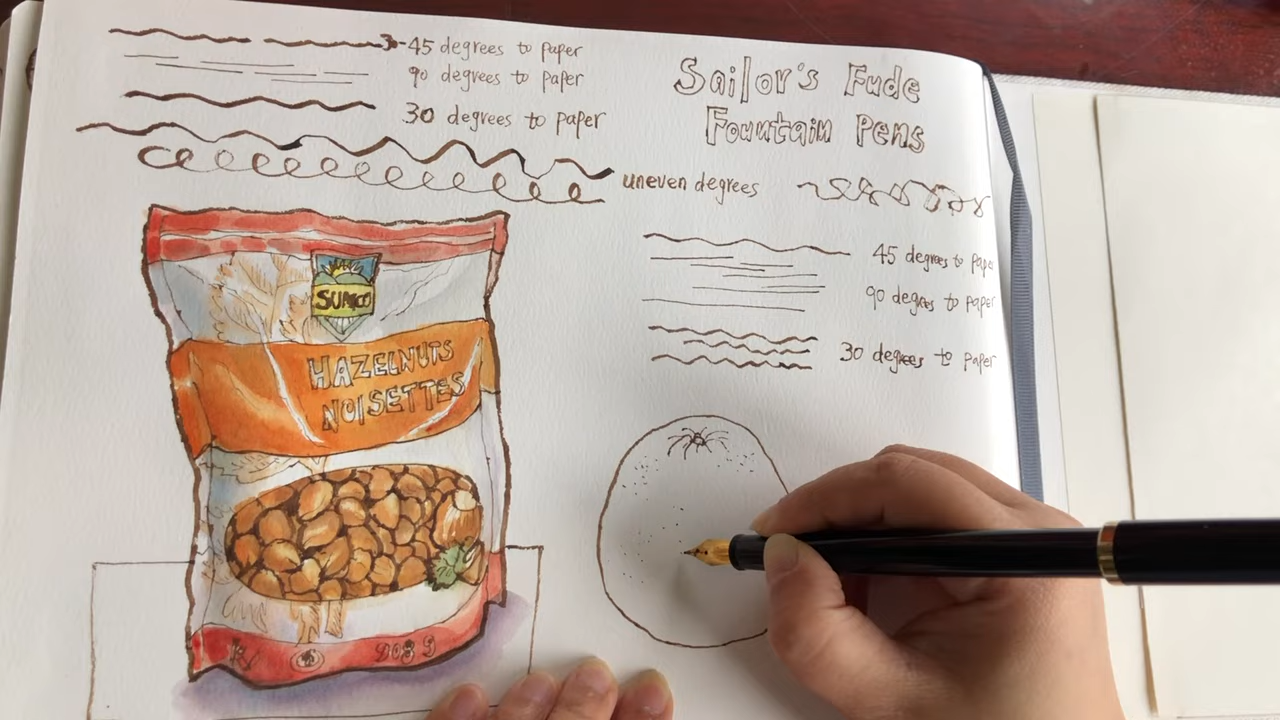 45 degrees to paper
90 degrees to paper
30 degrees to paper
Sailor's Fude
Fountain Pens
uneven degrees
45 degrees to paper
90 degrees to paper
30 degrees to paper
HAZELNUTS
NOISETTES
908 g